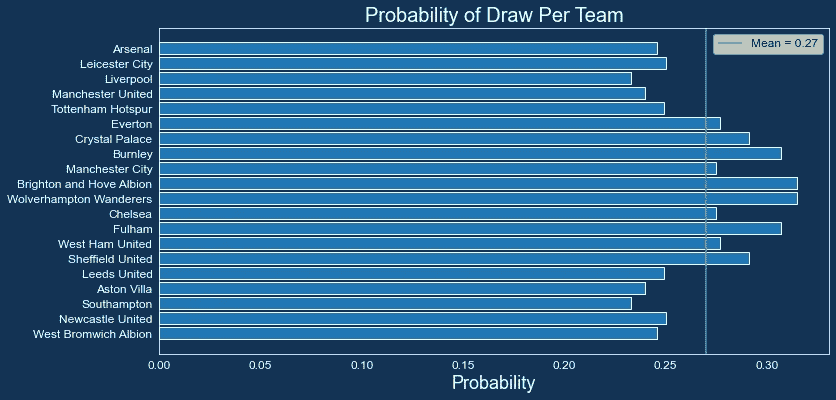 Probability of Draw Per Team
Mean = 0.27
Arsenal
Leicester City
Liverpool
Manchester United
Tottenham Hotspur
Everton
Crystal Palace
Burnley
Manchester City
Brighton and Hove Albion
Wolverhampton Wanderers
Chelsea
Fulham
West Ham United
Sheffield United
Leeds United
Aston Villa
Southampton
Newcastle United
West Bromwich Albion
0.00 0.05 0.10 0.15 0.20 0.25 0.30
Probability